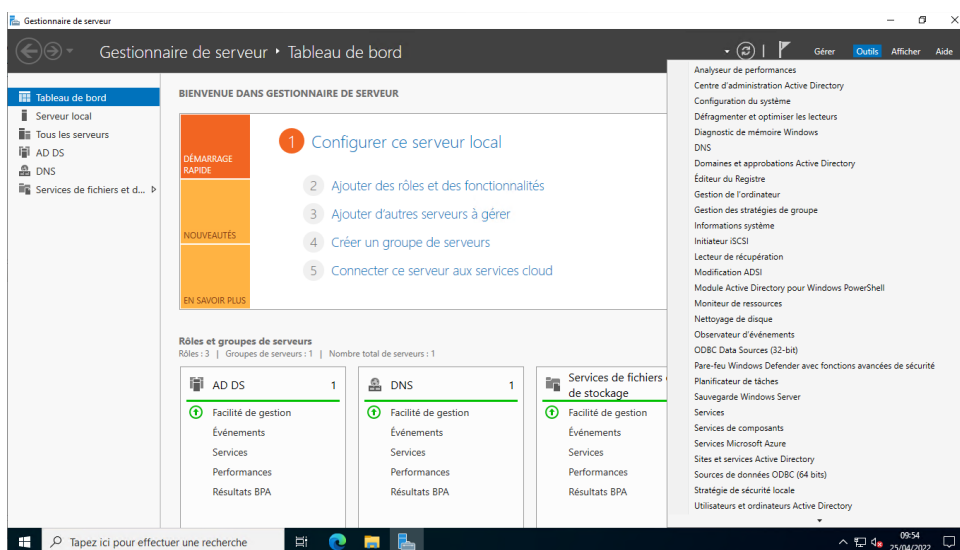 Gestionnaire de serveur
Gestionnaire de serveur • Tableau de bord
Gérer Outils Afficher Aide
Tableau de bord
Serveur local
Tous les serveurs
AD DS
DNS
Services de fichiers et d...
BIENVENUE DANS GESTIONNAIRE DE SERVEUR
DÉMARRAGE
RAPIDE
NOUVEAUTÉS
EN SAVOIR PLUS
1 Configurer ce serveur local
2 Ajouter des rôles et des fonctionnalités
3 Ajouter d'autres serveurs à gérer
4 Créer un groupe de serveurs
5 Connecter ce serveur aux services cloud
Rôles et groupes de serveurs
Rôles : 3 | Groupes de serveurs : 1 | Nombre total de serveurs : 1
AD DS 1
Facilité de gestion
Événements
Services
Performances
Résultats BPA
DNS 1
Facilité de gestion
Événements
Services
Performances
Résultats BPA
Services de fichiers
de stockage
Facilité de gestion
Événements
Services
Performances
Résultats BPA
Analyseur de performances
Centre d'administration Active Directory
Configuration du système
Défragmenter et optimiser les lecteurs
Diagnostic de mémoire Windows
DNS
Domaines et approbations Active Directory
Éditeur du Registre
Gestion de l'ordinateur
Gestion des stratégies de groupe
Informations système
Initiateur iSCSI
Lecteur de récupération
Modification ADSI
Module Active Directory pour Windows PowerShell
Moniteur de ressources
Nettoyage de disque
Observateur d'événements
ODBC Data Sources (32-bit)
Pare-feu Windows Defender avec fonctions avancées de sécurité
Planificateur de tâches
Sauvegarde Windows Server
Services
Services de composants
Services Microsoft Azure
Sites et services Active Directory
Sources de données ODBC (64 bits)
Stratégie de sécurité locale
Utilisateurs et ordinateurs Active Directory
Tapez ici pour effectuer une recherche
09:54
25/04/2022